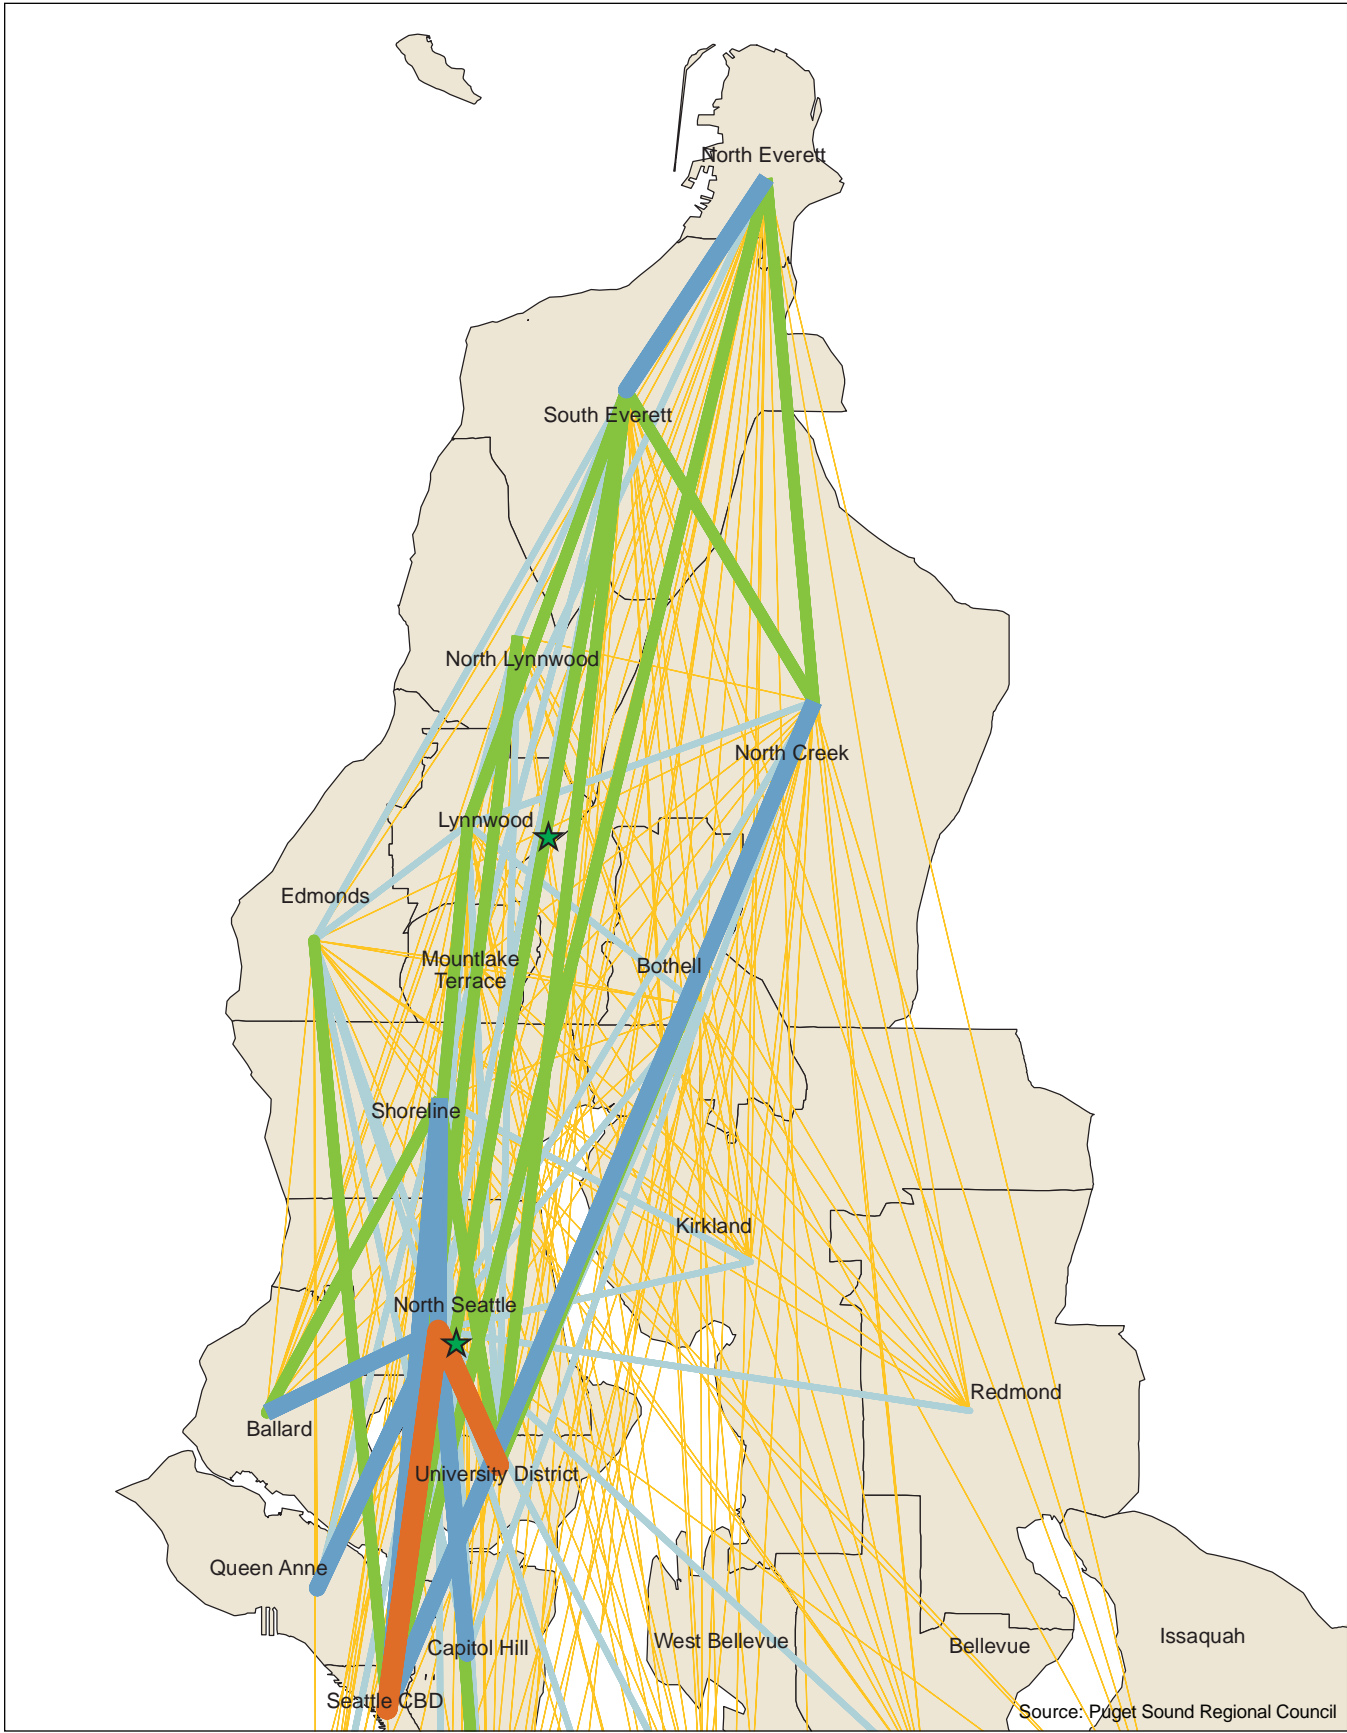 North Everett
South Everett
North Lynnwood
North Creek
Lynnwood
Edmonds
Mountlake
Terrace
Bothell
Shoreline
Kirkland
North Seattle
Redmond
Ballard
University District
Queen Anne
Capitol Hill
West Bellevue
Bellevue
Issaquah
Seattle CBD
Source: Puget Sound Regional Council